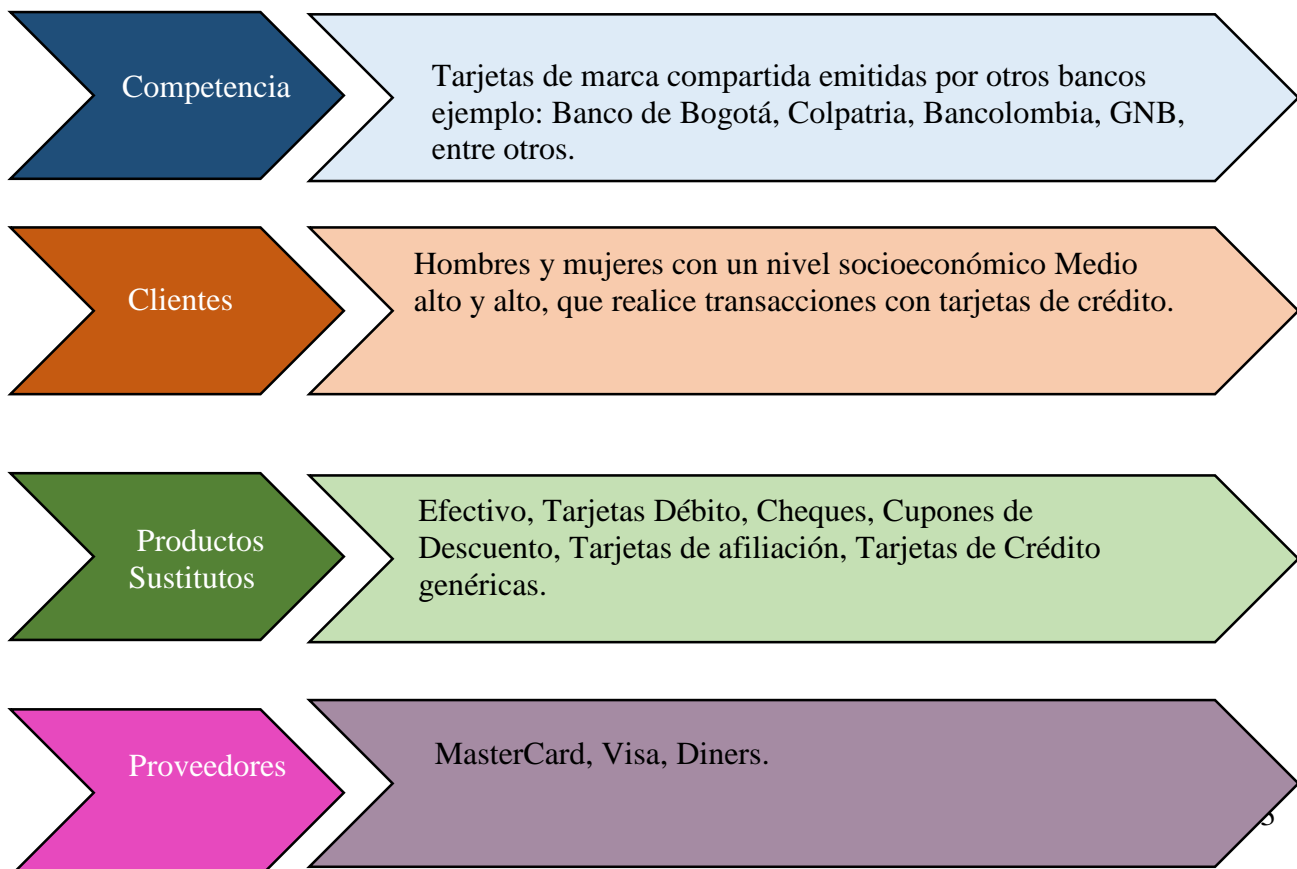 Competencia
Tarjetas de marca compartida emitidas por otros bancos
ejemplo: Banco de Bogotá, Colpatria, Bancolombia, GNB,
entre otros.
Clientes
Hombres y mujeres con un nivel socioeconómico Medio
alto y alto, que realice transacciones con tarjetas de crédito.
Productos
Sustitutos
Efectivo, Tarjetas Débito, Cheques, Cupones de
Descuento, Tarjetas de afiliación, Tarjetas de Crédito
genéricas.
Proveedores
MasterCard, Visa, Diners.